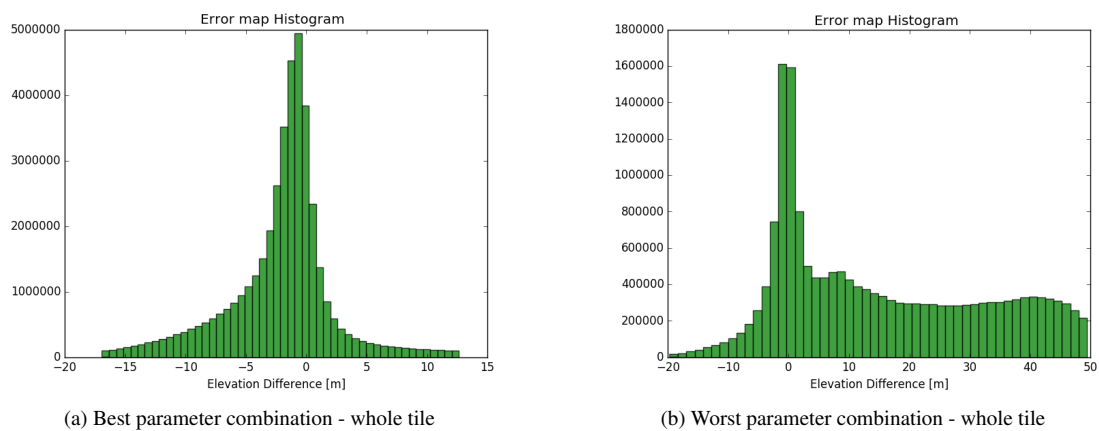 Error map Histogram
5000000
4000000
3000000
2000000
1000000
0
−20 −15 −10 −5 0 5 10 15
Elevation Difference [m]
(a) Best parameter combination - whole tile
Error map Histogram
1800000
1600000
1400000
1200000
1000000
800000
600000
400000
200000
0
−20 −10 0 10 20 30 40 50
Elevation Difference [m]
(b) Worst parameter combination - whole tile